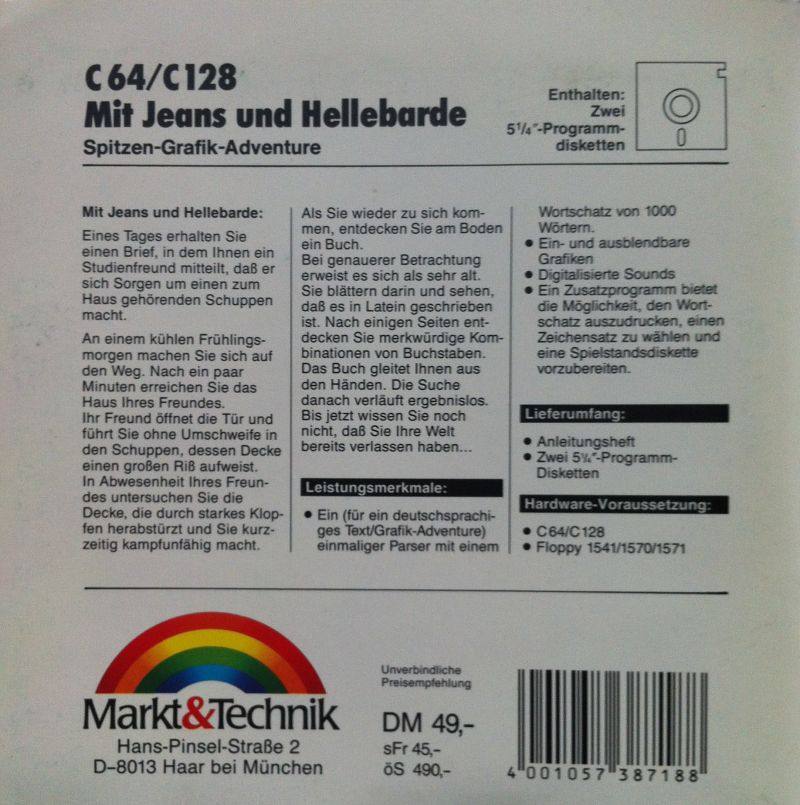 C 64/C 128
Mit Jeans und Hellebarde
Spitzen-Grafik-Adventure
Enthalten:
Zwei
5¹/₄″-Programm-
disketten
Mit Jeans und Hellebarde:
Eines Tages erhalten Sie
einen Brief, in dem Ihnen ein
Studienfreund mitteilt, daß er
sich Sorgen um einen zum
Haus gehörenden Schuppen
macht.
An einem kühlen Frühlings-
morgen machen Sie sich auf
den Weg. Nach ein paar
Minuten erreichen Sie das
Haus Ihres Freundes.
Ihr Freund öffnet die Tür und
führt Sie ohne Umschweife in
den Schuppen, dessen Decke
einen großen Riß aufweist.
In Abwesenheit Ihres Freun-
des untersuchen Sie die
Decke, die durch starkes Klop-
fen herabstürzt und Sie kurz-
zeitig kampfunfähig macht.
Als Sie wieder zu sich kom-
men, entdecken Sie am Boden
ein Buch.
Bei genauerer Betrachtung
erweist es sich als sehr alt.
Sie blättern darin und sehen,
daß es in Latein geschrieben
ist. Nach einigen Seiten ent-
decken Sie merkwürdige Kom-
binationen von Buchstaben.
Das Buch gleitet Ihnen aus
den Händen. Die Suche
danach verläuft ergebnislos.
Bis jetzt wissen Sie noch
nicht, daß Sie Ihre Welt
bereits verlassen haben...
Leistungsmerkmale:
● Ein (für ein deutschsprachi-
ges Text/Grafik-Adventure)
einmaliger Parser mit einem
Wortschatz von 1000
Wörtern.
● Ein- und ausblendbare
Grafiken
● Digitalisierte Sounds
● Ein Zusatzprogramm bietet
die Möglichkeit, den Wort-
schatz auszudrucken, einen
Zeichensatz zu wählen und
eine Spielstandsdiskette
vorzubereiten.
Lieferumfang:
● Anleitungsheft
● Zwei 5¼″-Programm-
Disketten
Hardware-Voraussetzung:
● C64/C128
● Floppy 1541/1570/1571
Markt&Technik
Hans-Pinsel-Straße 2
D-8013 Haar bei München
Unverbindliche
Preisempfehlung
DM 49,-
sFr 45,-
öS 490,-
4 001057 387188